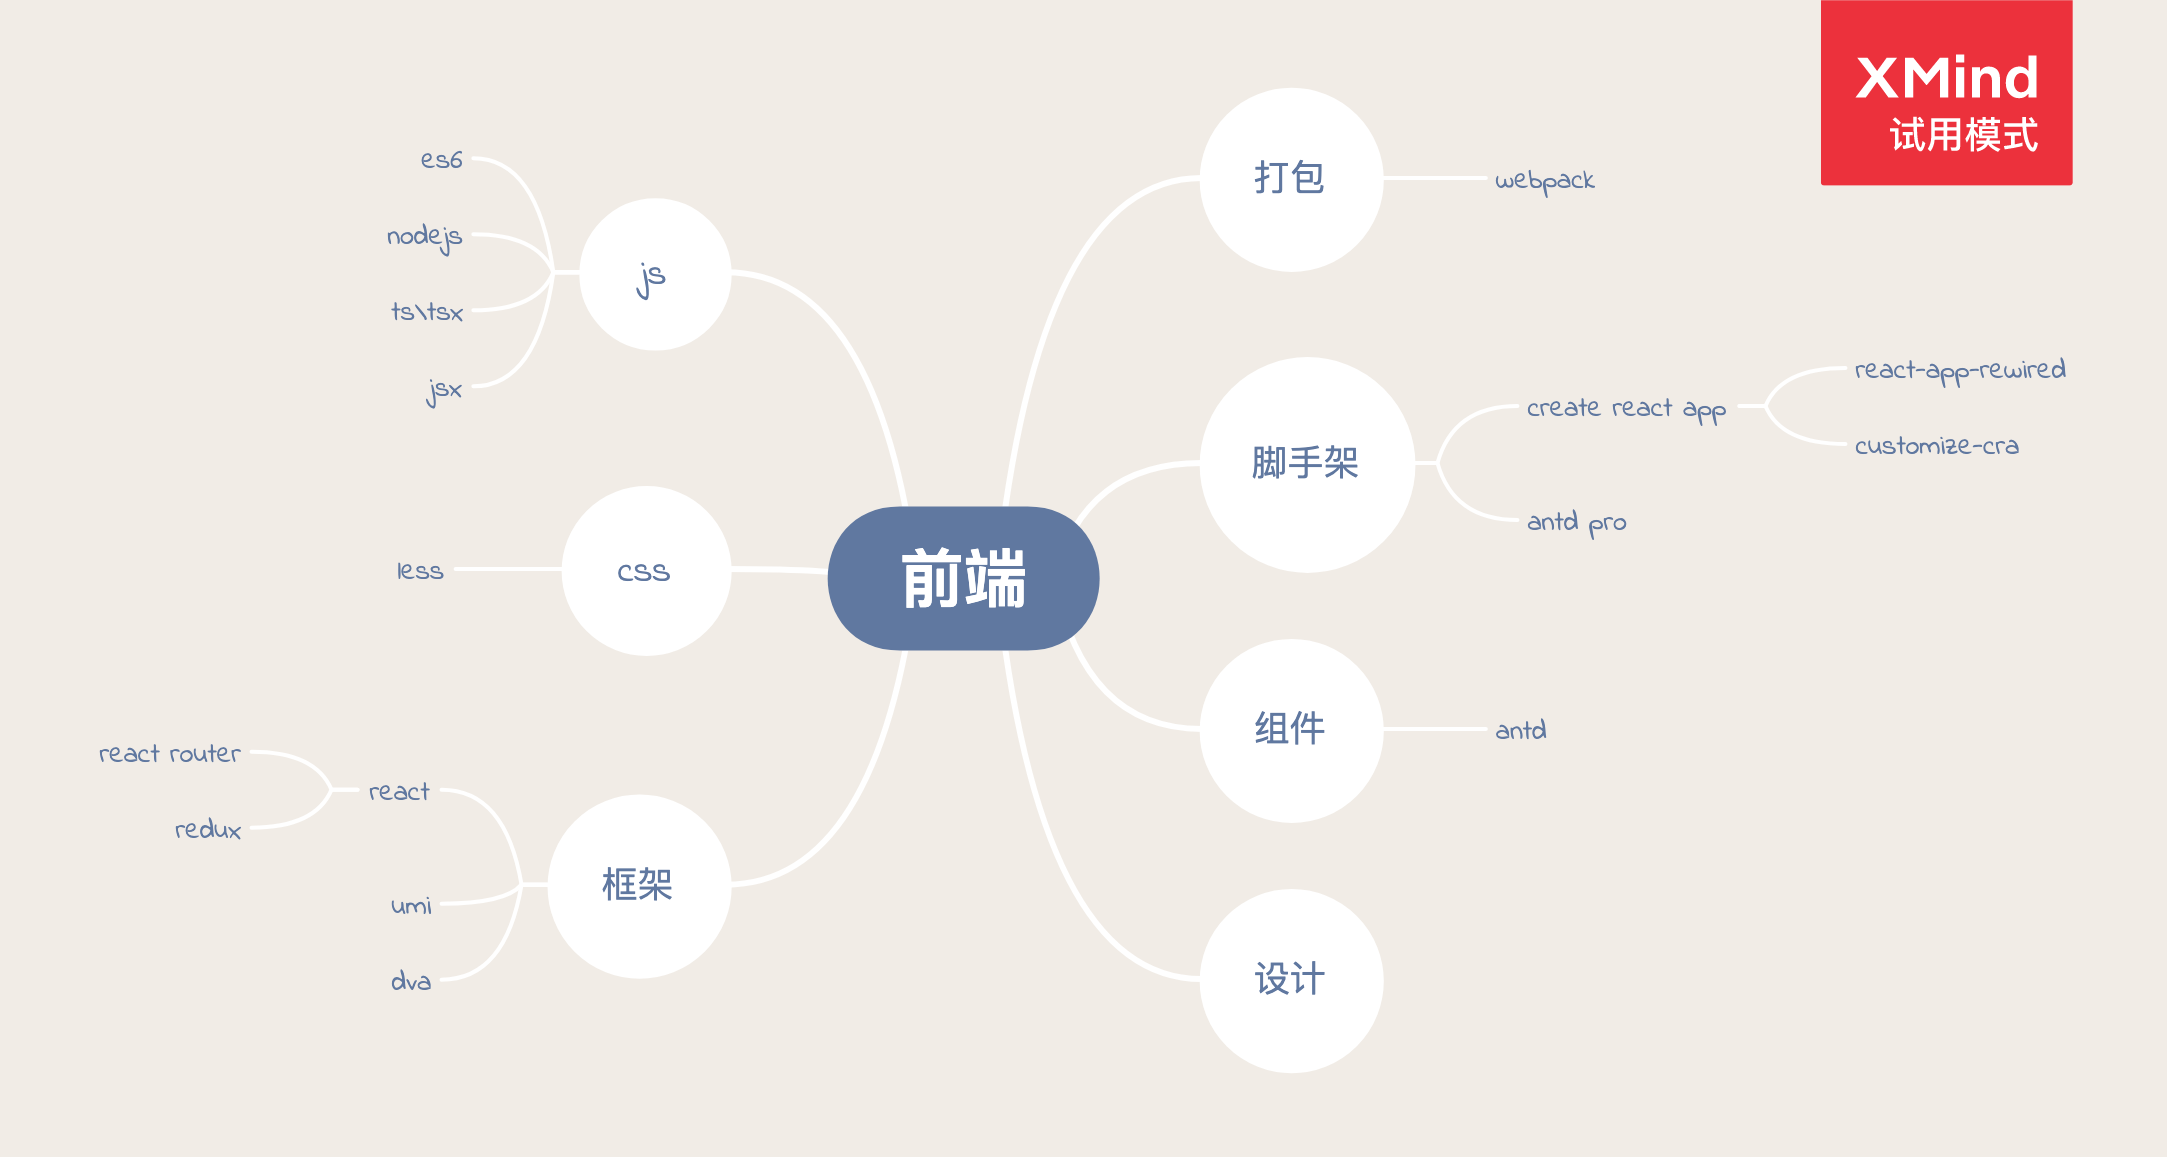 XMind
试用模式
前端
打包
webpack
脚手架
create react app
react-app-rewired
customize-cra
antd pro
组件
antd
设计
js
es6
nodejs
ts\tsx
jsx
css
less
框架
react
react router
redux
umi
dva